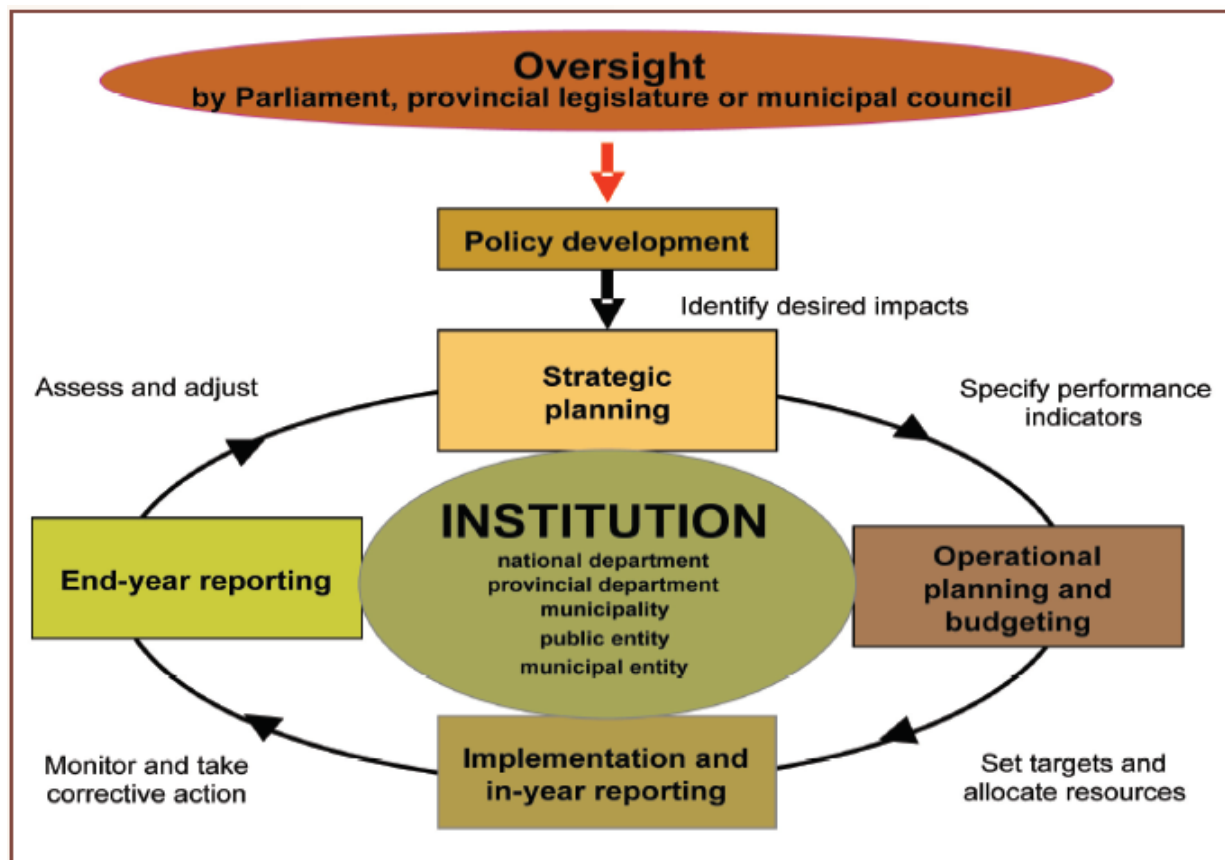 Oversight
by Parliament, provincial legislature or municipal council
Policy development
Identify desired impacts
Strategic
planning
Assess and adjust
Specify performance
indicators
INSTITUTION
national department
provincial department
municipality
public entity
municipal entity
End-year reporting
Operational
planning and
budgeting
Implementation and
in-year reporting
Monitor and take
corrective action
Set targets and
allocate resources